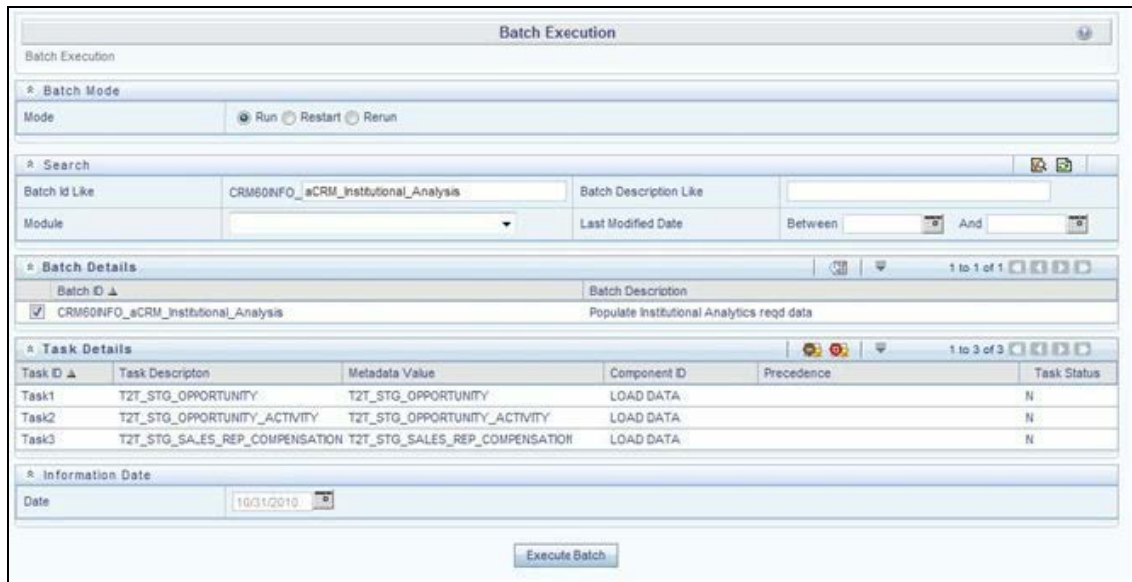 Batch Execution
Batch Execution
Batch Mode
Mode Run Restart Rerun
Search
Batch Id Like CRM60INFO_ aCRM_Institutional_Analysis Batch Description Like
Module Last Modified Date Between And
Batch Details 1 to 1 of 1
Batch ID Batch Description
CRM60INFO_aCRM_Institutional_Analysis Populate Institutional Analytics reqd data
Task Details 1 to 3 of 3
Task ID Task Descripton Metadata Value Component ID Precedence Task Status
Task1 T2T_STG_OPPORTUNITY T2T_STG_OPPORTUNITY LOAD DATA N
Task2 T2T_STG_OPPORTUNITY_ACTIVITY T2T_STG_OPPORTUNITY_ACTIVITY LOAD DATA N
Task3 T2T_STG_SALES_REP_COMPENSATION T2T_STG_SALES_REP_COMPENSATION LOAD DATA N
Information Date
Date 10/31/2010
Execute Batch